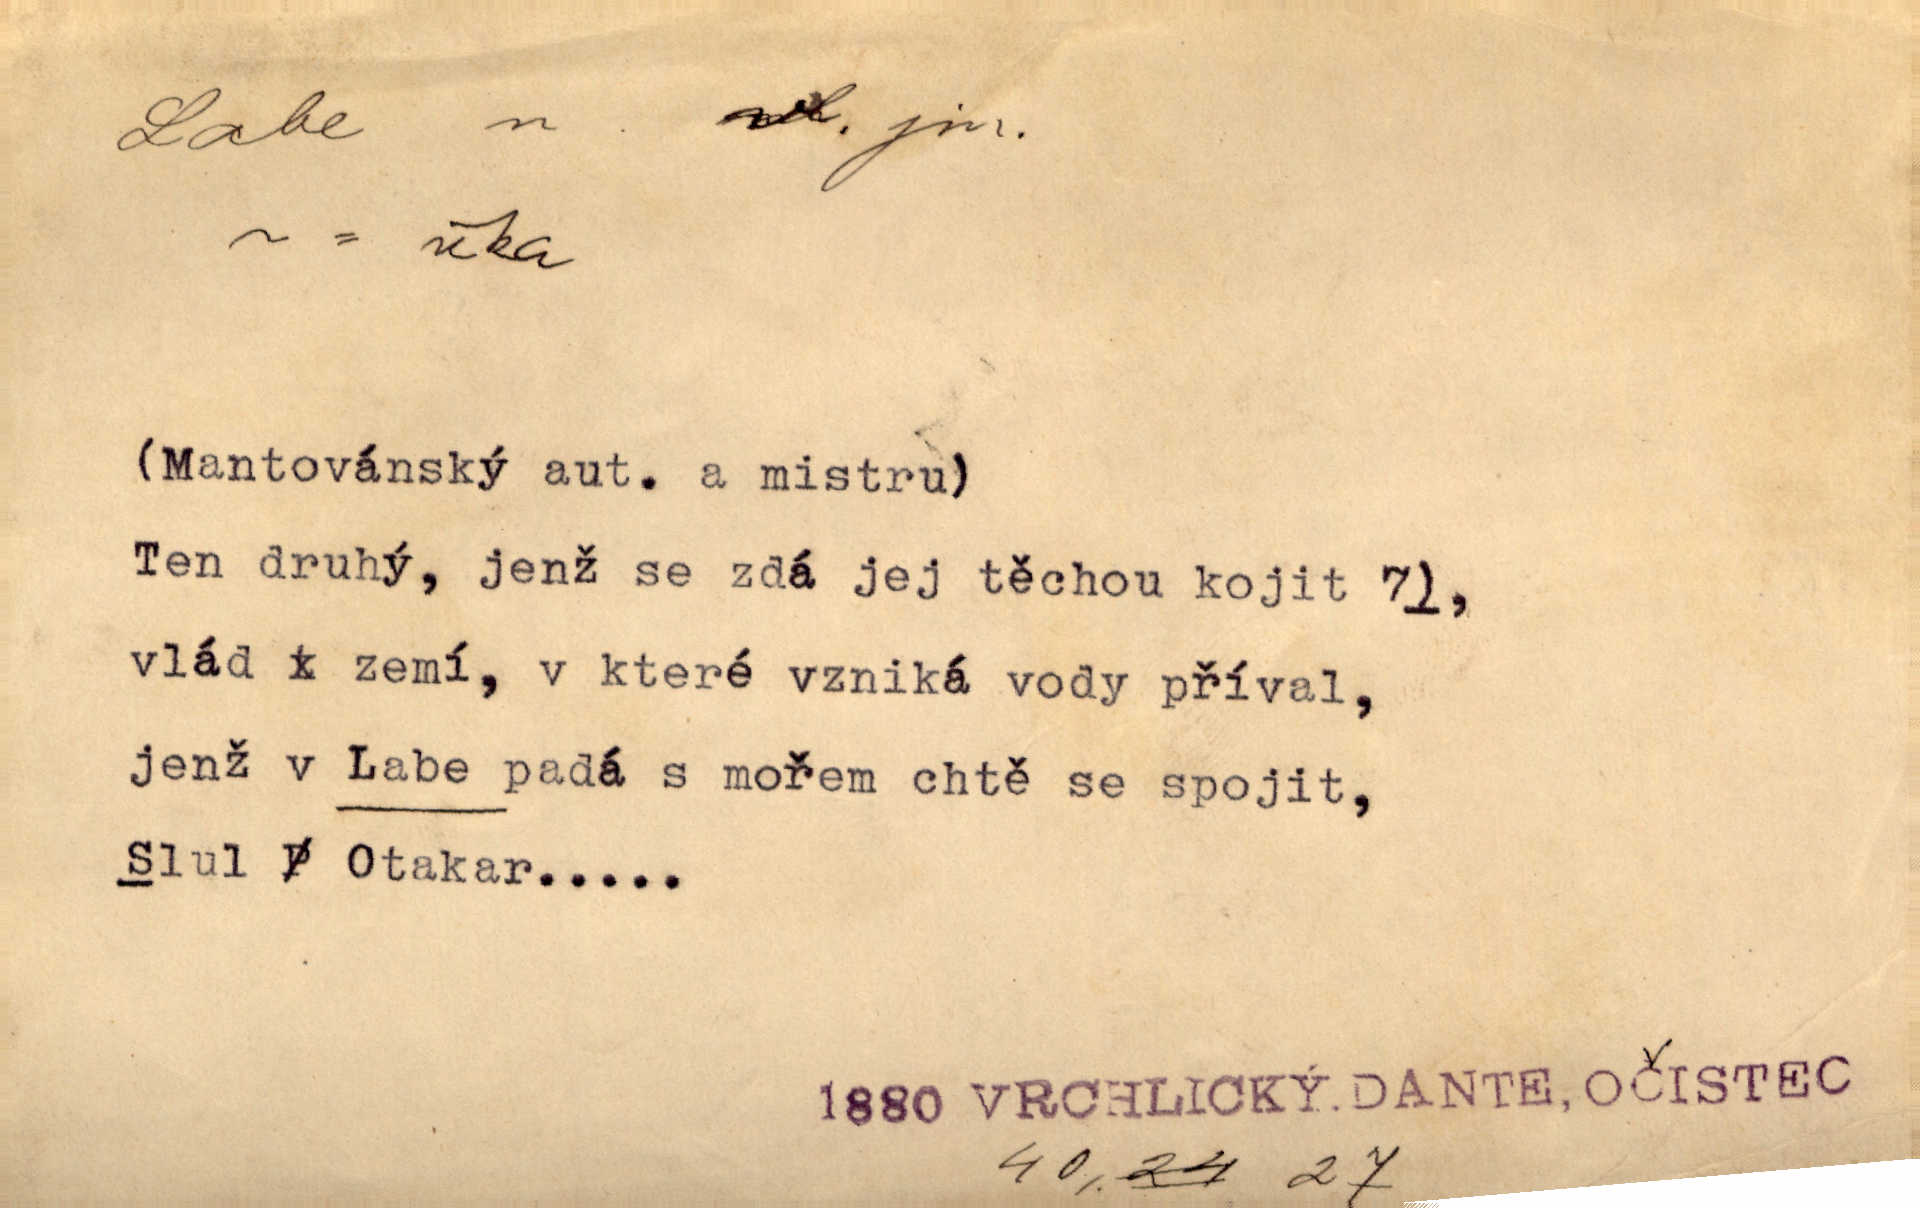 Labe n. vl. jm.
~ = řeka
(Mantovánský aut. a mistru)
Ten druhý, jenž se zdá jej těchou kojit 7),
vlád zemí, v které vzniká vody příval,
jenž v Labe padá s mořem chtě se spojit,
Slul P Otakar.....
1880 VRCHLICKÝ. DANTE, OČISTEC
40, 24 27